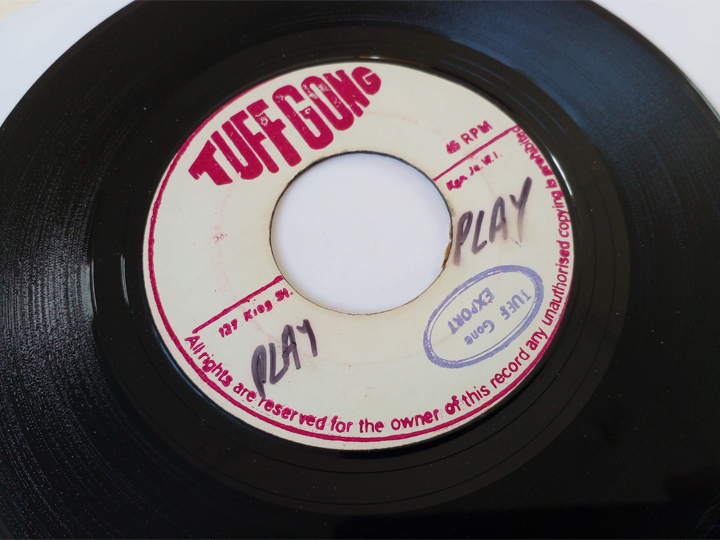 TUFF GONG
45 RPM
Kgn. Ja. W.I.
PLAY
TUFF Gone
EXPORT
127 King St.
PLAY
All rights are reserved for the owner of this record any unauthorised copying is prohibited